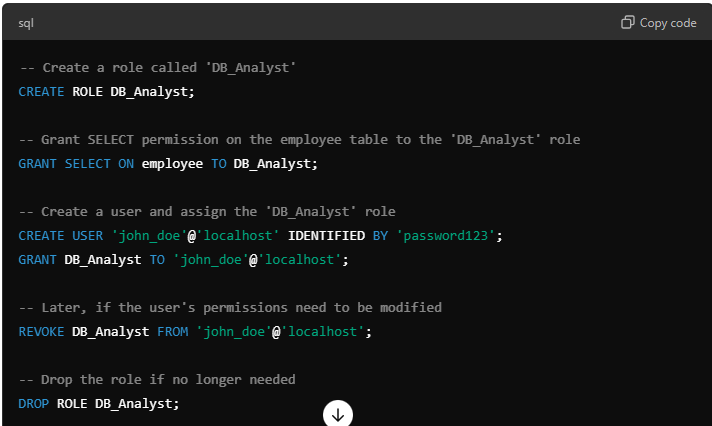 sql Copy code
-- Create a role called 'DB_Analyst'
CREATE ROLE DB_Analyst;
-- Grant SELECT permission on the employee table to the 'DB_Analyst' role
GRANT SELECT ON employee TO DB_Analyst;
-- Create a user and assign the 'DB_Analyst' role
CREATE USER 'john_doe'@'localhost' IDENTIFIED BY 'password123';
GRANT DB_Analyst TO 'john_doe'@'localhost';
-- Later, if the user's permissions need to be modified
REVOKE DB_Analyst FROM 'john_doe'@'localhost';
-- Drop the role if no longer needed
DROP ROLE DB_Analyst;